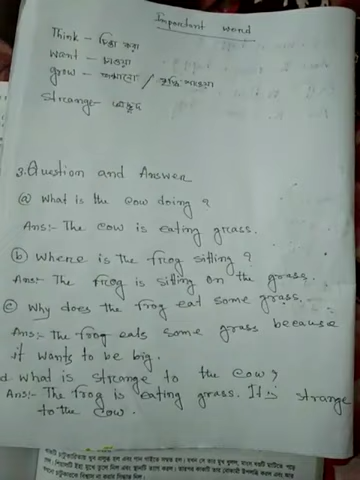 Important word
Think - চিন্তা করা
Want - চাওয়া
Grow - জন্মানো / বৃদ্ধি পাওয়া
Strange - অদ্ভুদ
3. Question and Answer
ⓐ What is the cow doing?
Ans:- The cow is eating grass.
ⓑ Where is the frog sitting?
Ans:- The frog is sitting on the grass.
ⓒ Why does the frog eat some grass.
Ans:- The frog eats some grass because
it wants to be big.
d What is strange to the cow?
Ans:- The frog is eating grass. It is strange
to the cow.